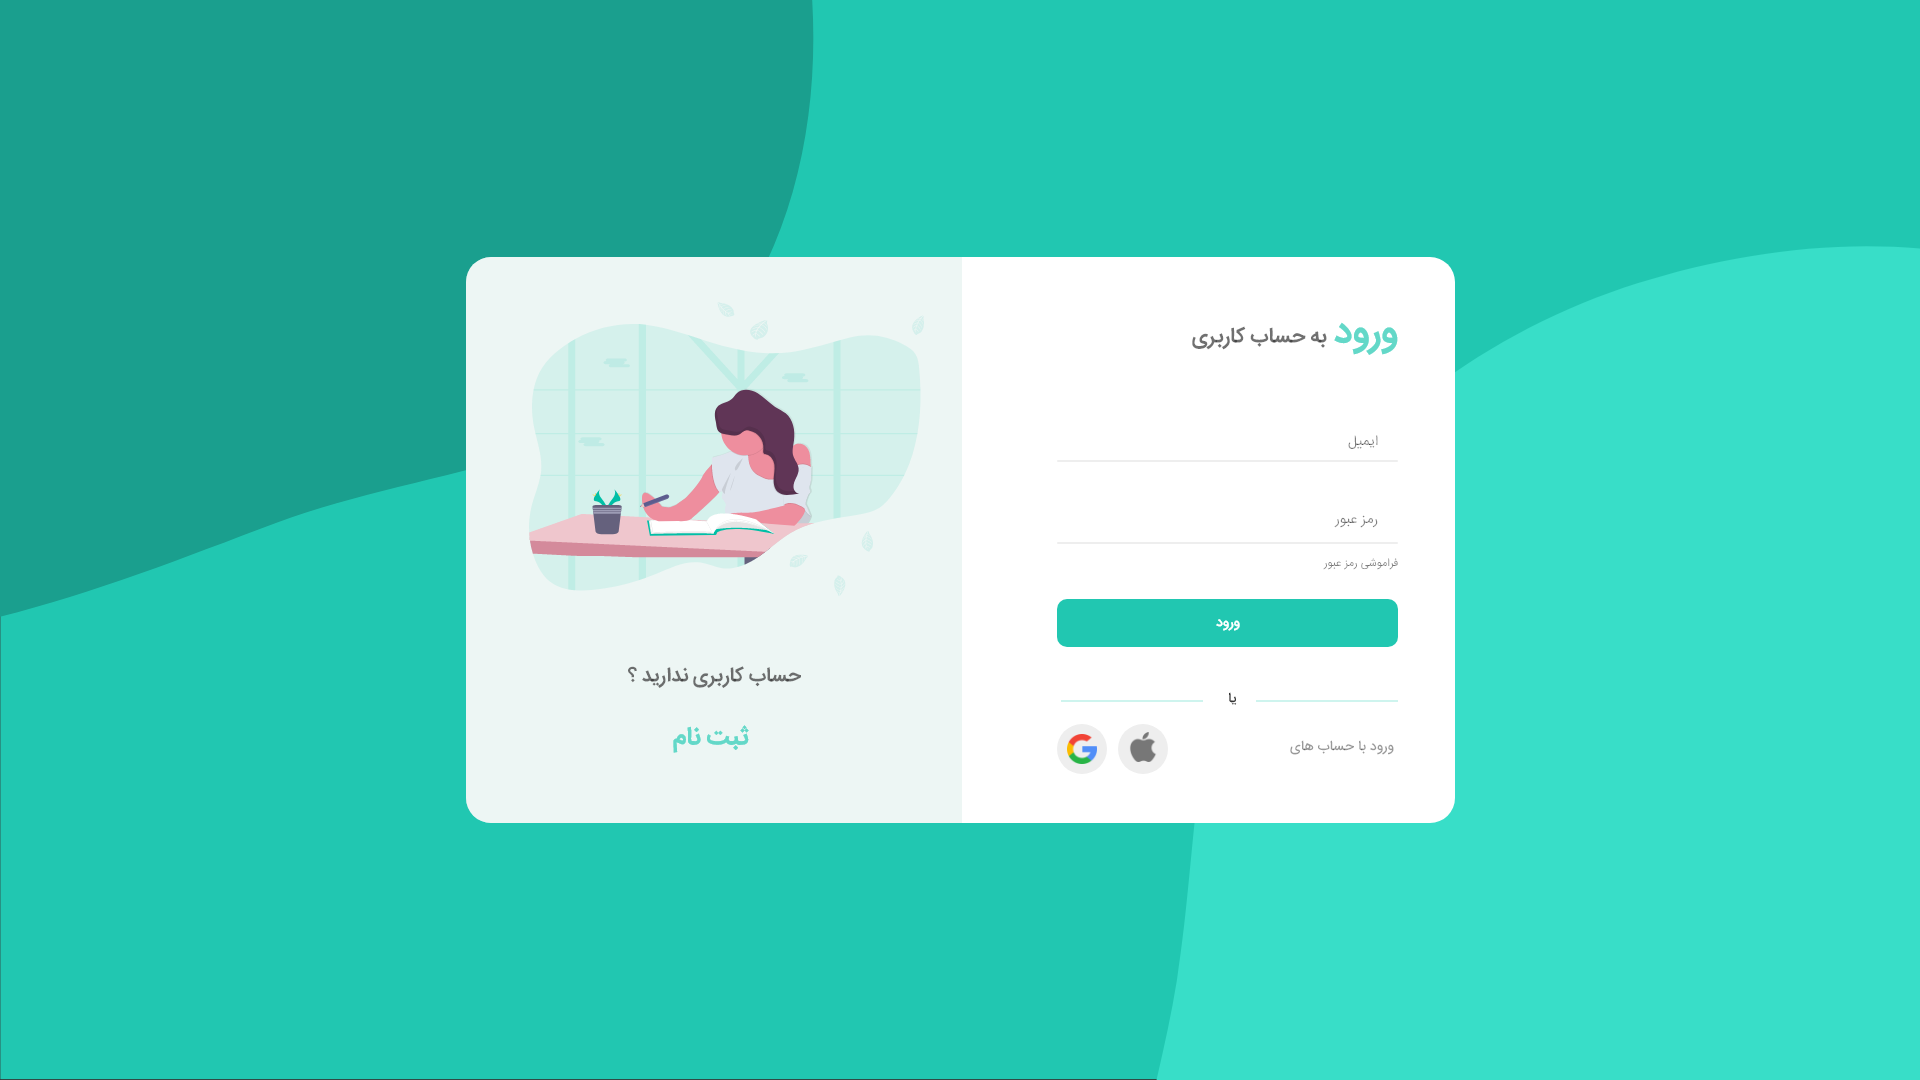 ورود به حساب کاربری
ایمیل
رمز عبور
فراموشی رمز عبور
ورود
یا
ورود با حساب های
حساب کاربری ندارید ؟
ثبت نام